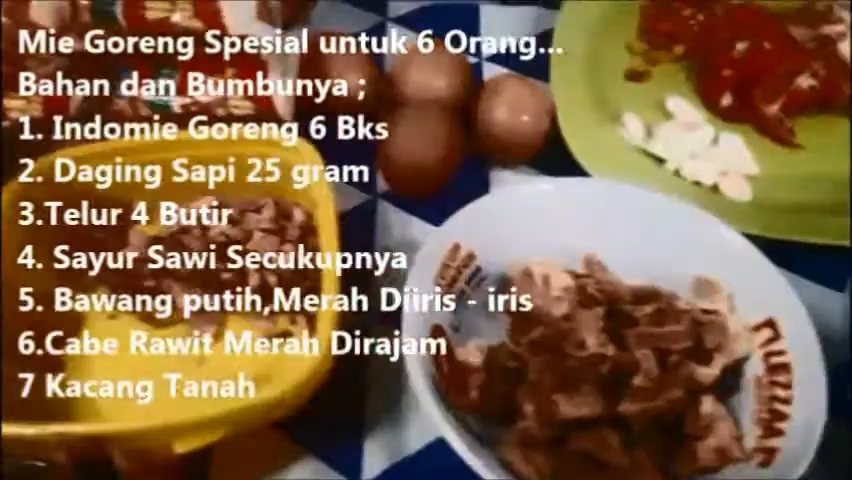 Mie Goreng Spesial untuk 6 Orang...
Bahan dan Bumbunya ;
1. Indomie Goreng 6 Bks
2. Daging Sapi 25 gram
3.Telur 4 Butir
4. Sayur Sawi Secukupnya
5. Bawang putih,Merah Diiris - iris
6.Cabe Rawit Merah Dirajam
7 Kacang Tanah